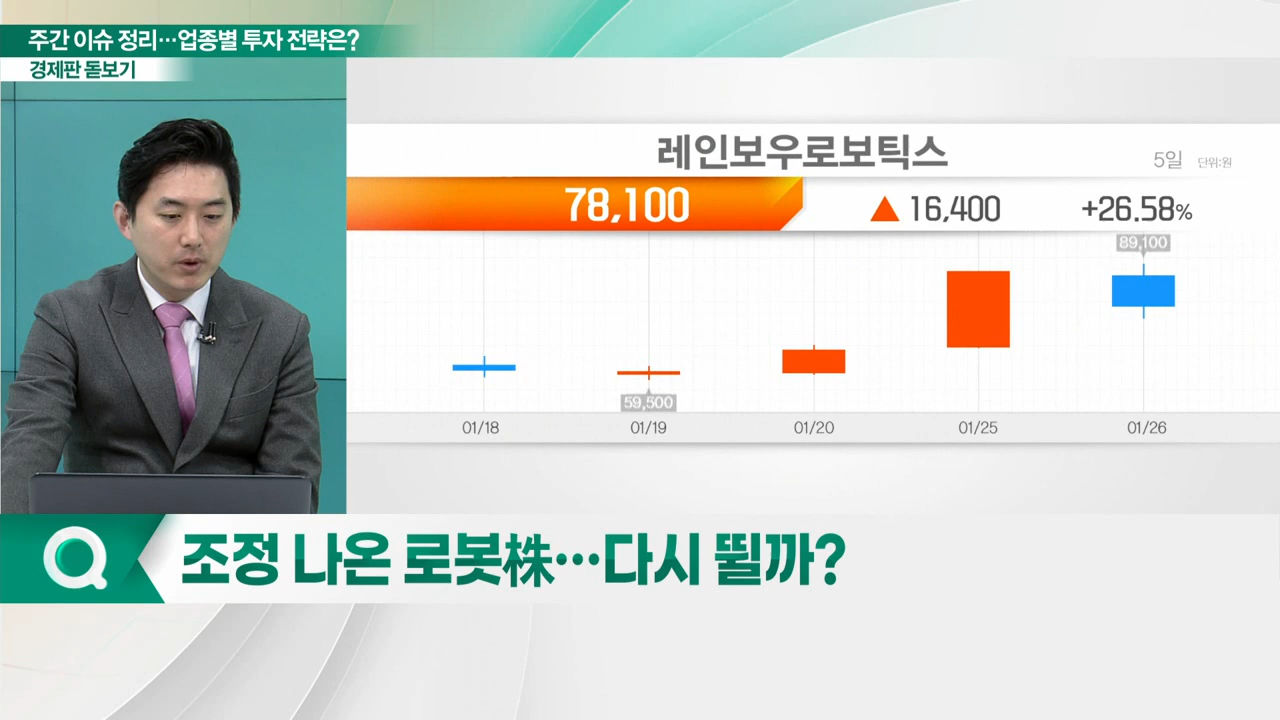 주간 이슈 정리…업종별 투자 전략은?
경제판 돋보기
레인보우로보틱스
5일 단위:원
78,100 ▲ 16,400 +26.58%
89,100
59,500
01/18 01/19 01/20 01/25 01/26
조정 나온 로봇株…다시 뛸까?